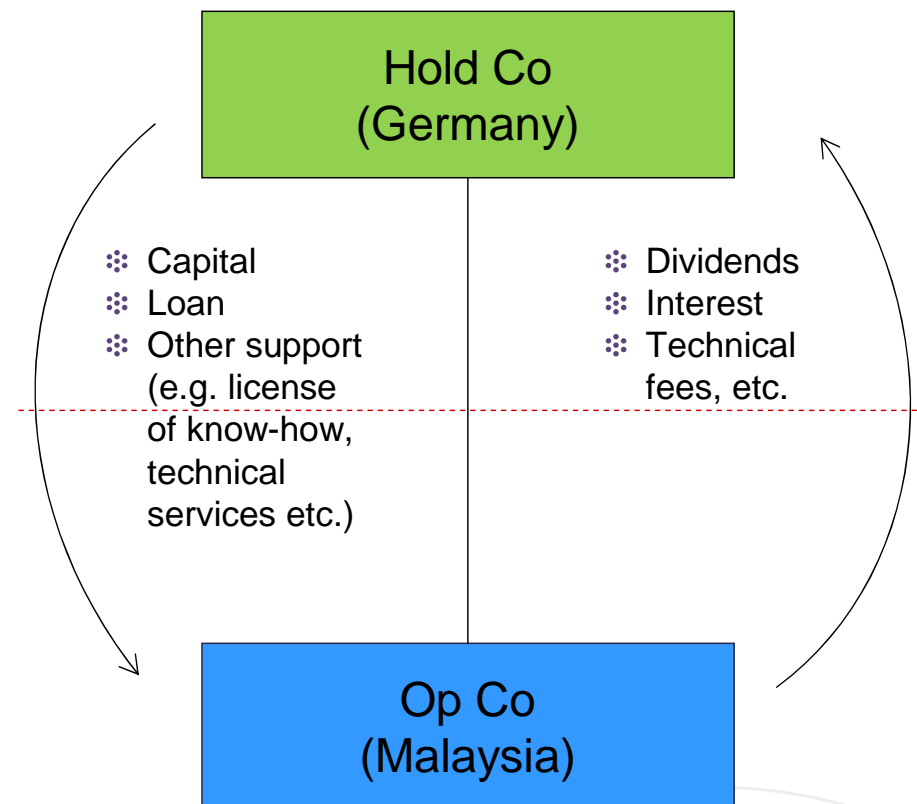 Hold Co
(Germany)
Capital
Loan
Other support
(e.g. license
of know-how,
technical
services etc.)
Dividends
Interest
Technical
fees, etc.
Op Co
(Malaysia)